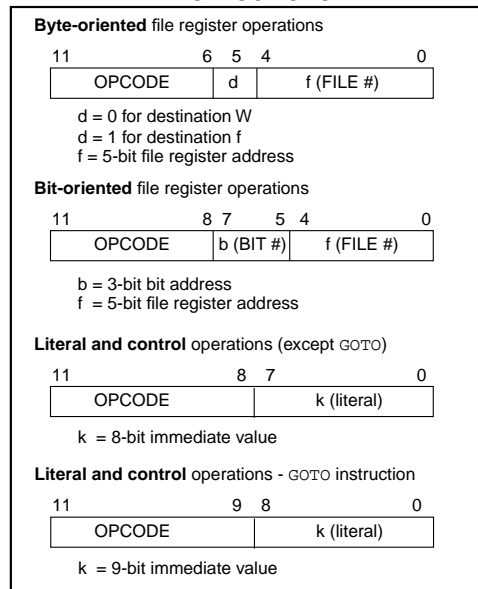 Byte-oriented file register operations
11 6 5 4 0
OPCODE d f (FILE #)
d = 0 for destination W
d = 1 for destination f
f = 5-bit file register address
Bit-oriented file register operations
11 8 7 5 4 0
OPCODE b (BIT #) f (FILE #)
b = 3-bit bit address
f = 5-bit file register address
Literal and control operations (except GOTO)
11 8 7 0
OPCODE k (literal)
k = 8-bit immediate value
Literal and control operations - GOTO instruction
11 9 8 0
OPCODE k (literal)
k = 9-bit immediate value